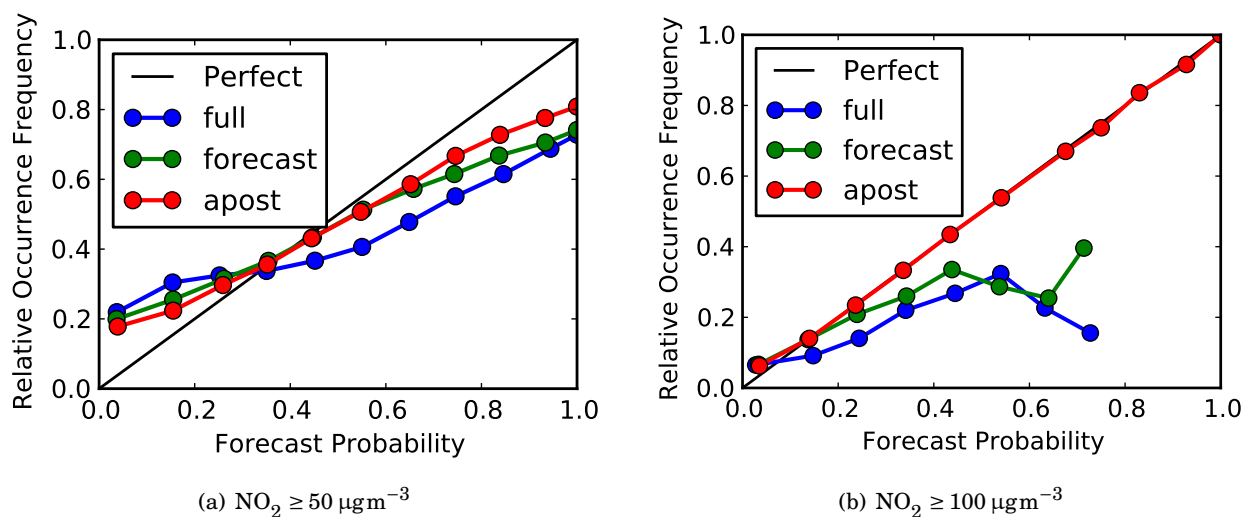 Relative Occurrence Frequency
1.0
0.8
0.6
0.4
0.2
0.0
Perfect
full
forecast
apost
0.0 0.2 0.4 0.6 0.8 1.0
Forecast Probability
(a) NO₂ ≥ 50 µgm⁻³
Relative Occurrence Frequency
1.0
0.8
0.6
0.4
0.2
0.0
Perfect
full
forecast
apost
0.0 0.2 0.4 0.6 0.8 1.0
Forecast Probability
(b) NO₂ ≥ 100 µgm⁻³